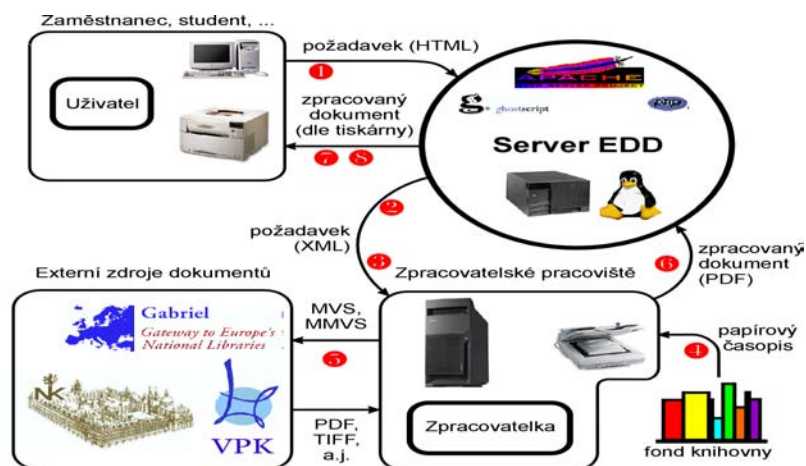 Zaměstnanec, student, ...
Uživatel
požadavek (HTML)
1
zpracovaný
dokument
(dle tiskárny)
7 8
APACHE
ghostscript
Server EDD
2
požadavek
(XML)
3
6
zpracovaný
dokument
(PDF)
Externí zdroje dokumentů
Gabriel
Gateway to Europe's
National Libraries
NK
VPK
MVS,
MMVS
5
PDF,
TIFF,
a.j.
Zpracovatelské pracoviště
Zpracovatelka
papírový
časopis
4
fond knihovny